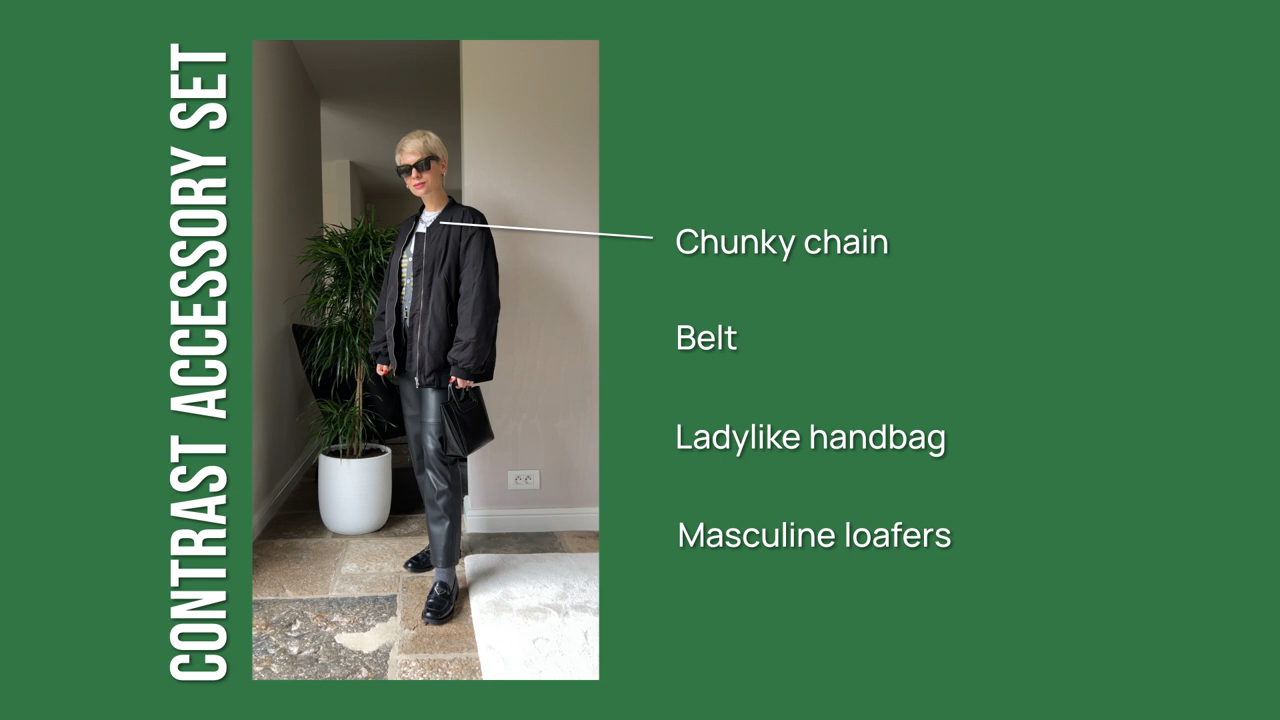 CONTRAST ACCESSORY SET
Chunky chain
Belt
Ladylike handbag
Masculine loafers